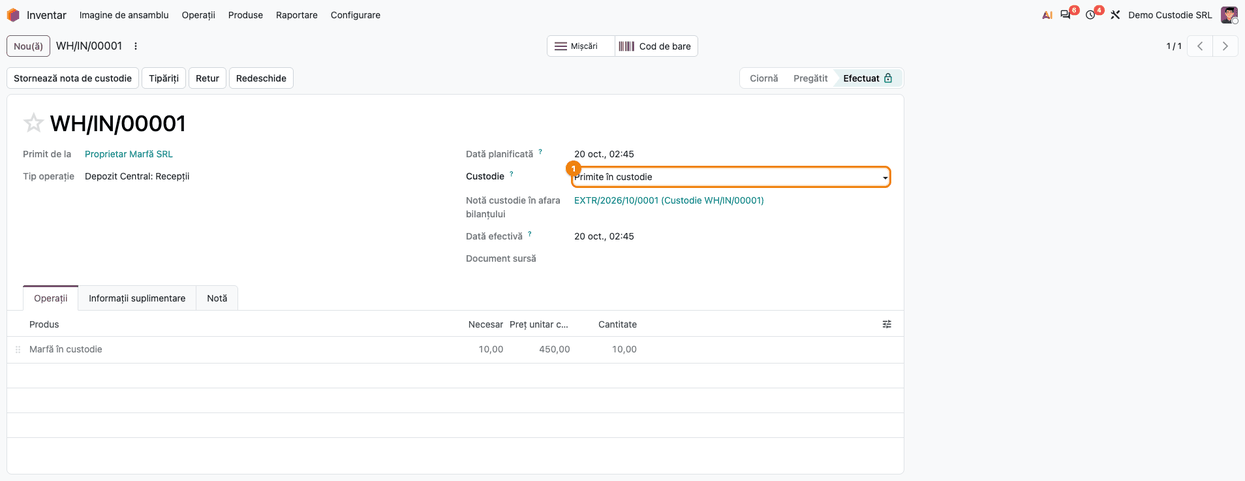 Inventar Imagine de ansamblu Operații Produse Raportare Configurare AI 6 4 Demo Custodie SRL
Nou(ă) WH/IN/00001 Mișcări Cod de bare 1 / 1
Stornează nota de custodie Tipăriți Retur Redeschide Ciornă Pregătit Efectuat
WH/IN/00001
Primit de la Proprietar Marfă SRL Dată planificată ? 20 oct., 02:45
1
Tip operație Depozit Central: Recepții Custodie ? Primite în custodie
Notă custodie în afara bilanțului EXTR/2026/10/0001 (Custodie WH/IN/00001)
Dată efectivă ? 20 oct., 02:45
Document sursă
Operații Informații suplimentare Notă
Produs Necesar Preț unitar c... Cantitate
Marfă în custodie 10,00 450,00 10,00